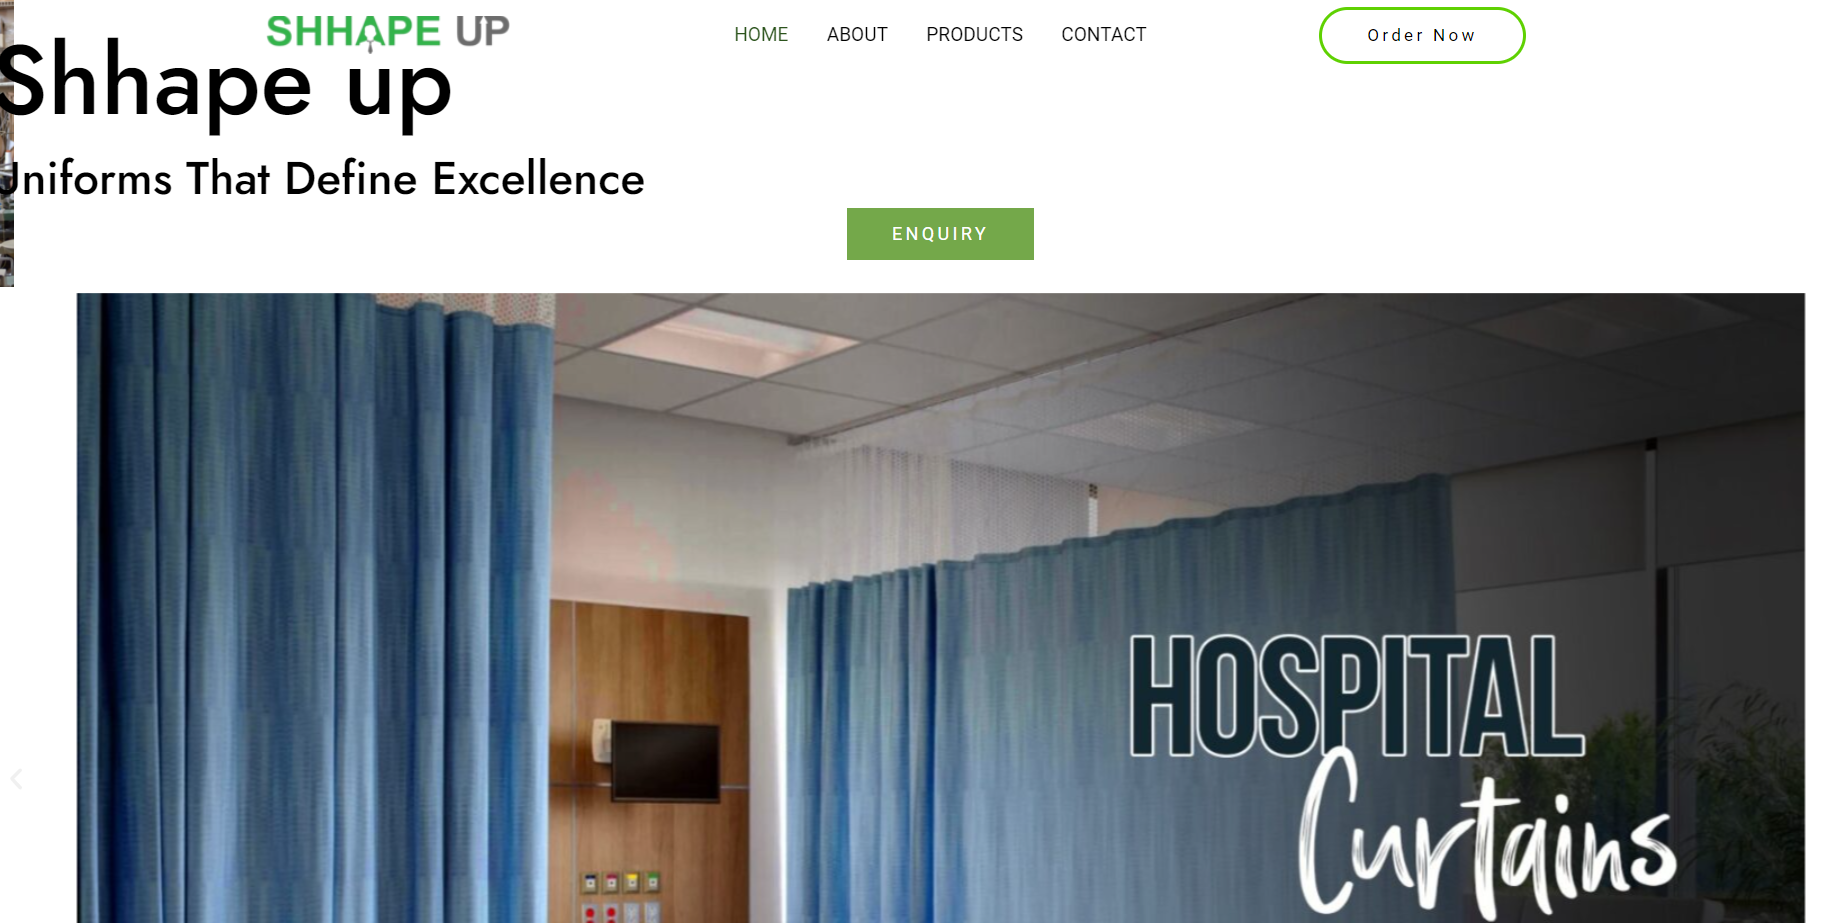 SHHAPE UP
HOME ABOUT PRODUCTS CONTACT
Order Now
Shhape up
Uniforms That Define Excellence
ENQUIRY
HOSPITAL
Curtains